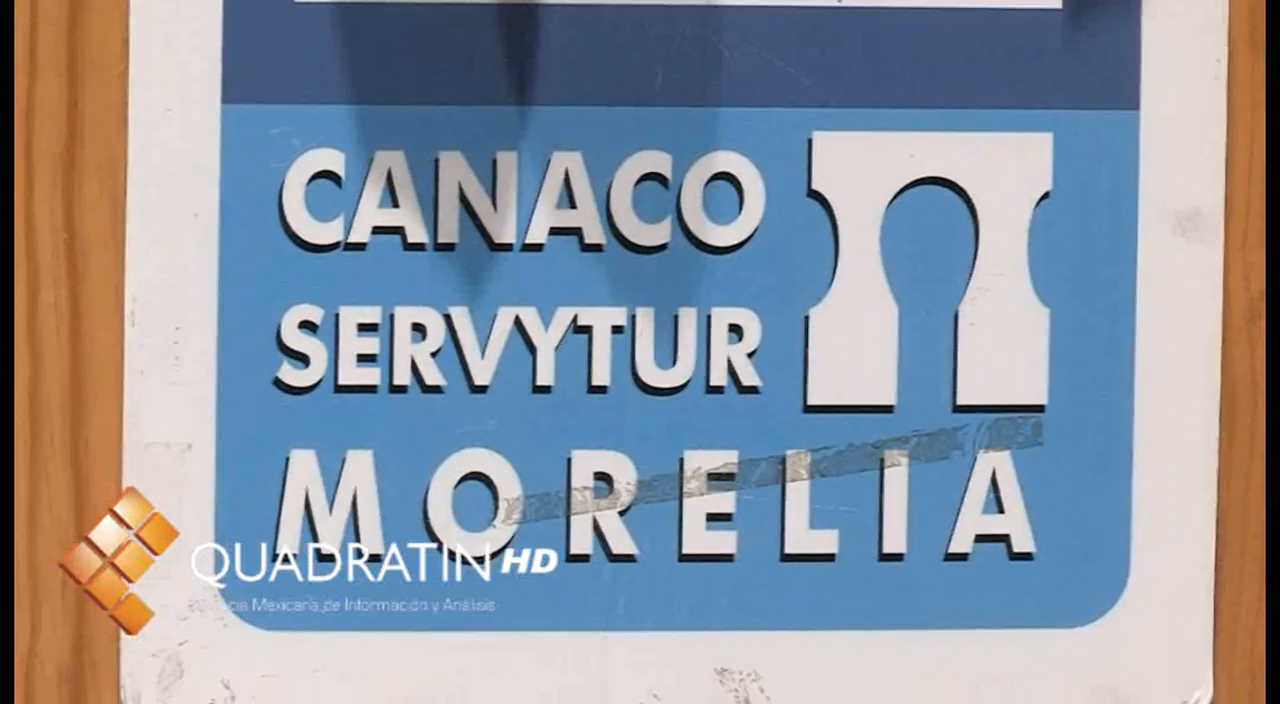 CANACO
SERVYTUR
MORELIA
QUADRATIN HD
Agencia Mexicana de Información y Análisis